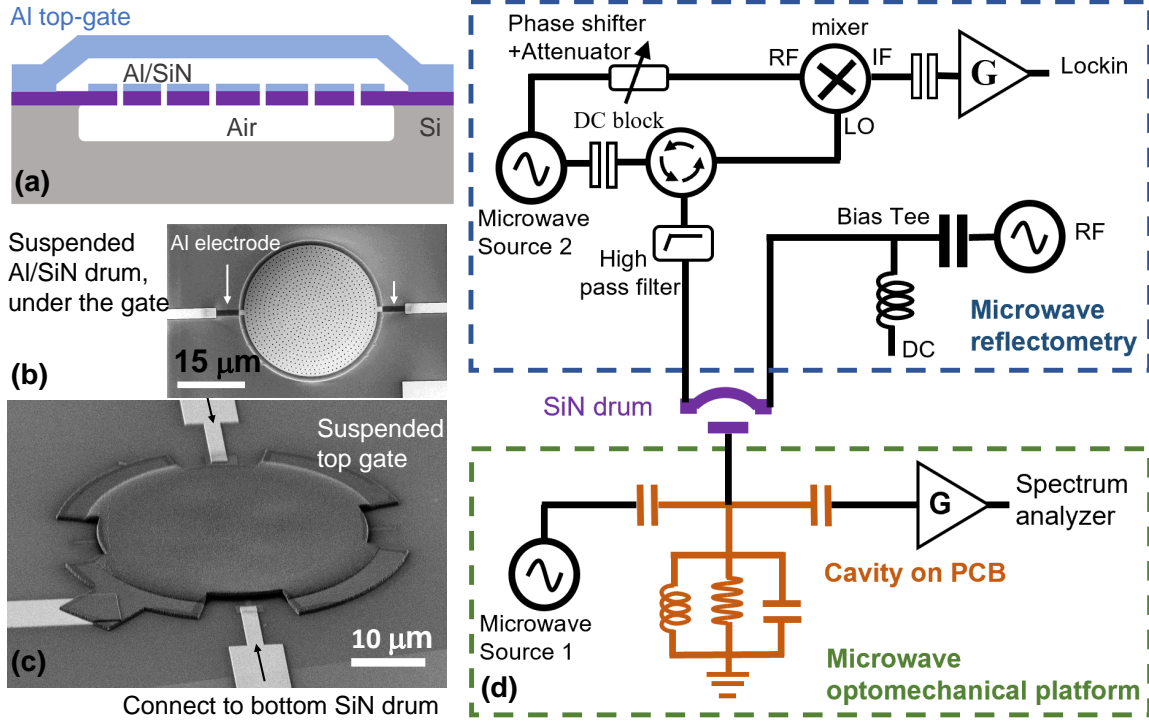 Al top-gate
Al/SiN
Air
Si
(a)
Suspended
Al/SiN drum,
under the gate
Al electrode
15 μm
(b)
Suspended
top gate
10 μm
(c)
Connect to bottom SiN drum
Phase shifter
+Attenuator
mixer
RF
IF
G
Lockin
LO
DC block
Microwave
Source 2
High
pass filter
Bias Tee
RF
DC
Microwave
reflectometry
SiN drum
G
Spectrum
analyzer
Cavity on PCB
Microwave
Source 1
(d)
Microwave
optomechanical platform